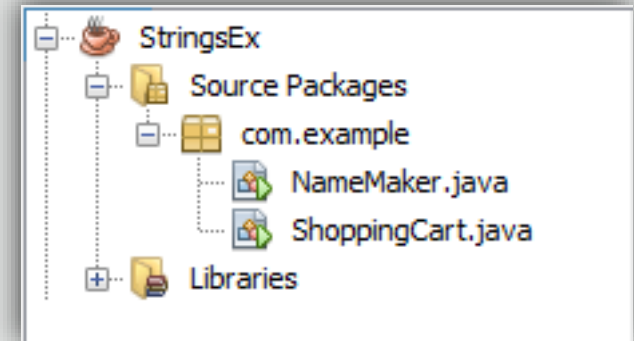 StringsEx
Source Packages
com.example
NameMaker.java
ShoppingCart.java
Libraries